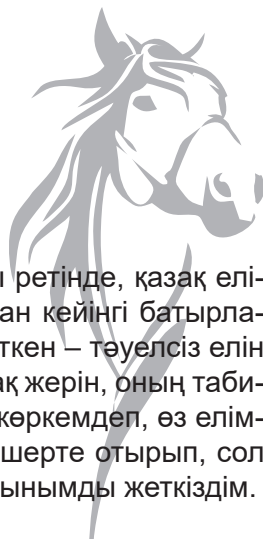 ретінде, қазақ елі-
ан кейінгі батырла-
ткен – тәуелсіз елін
ақ жерін, оның таби-
көркемдеп, өз елім-
шерте отырып, сол
ынымды жеткіздім.